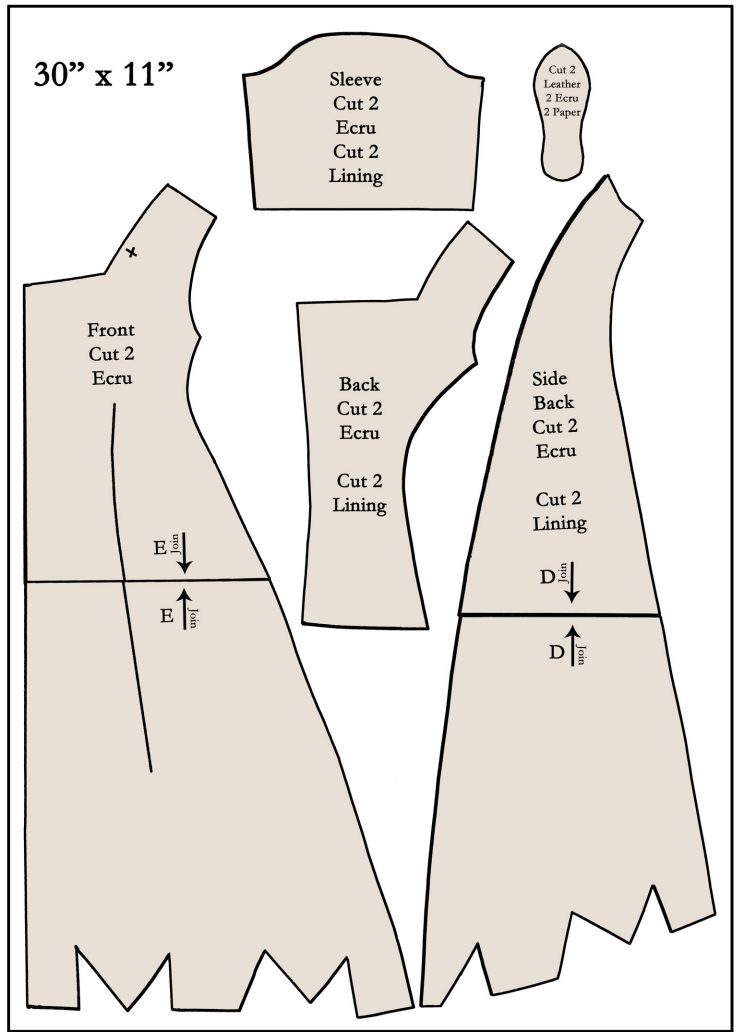 30” x 11”
Sleeve
Cut 2
Ecru
Cut 2
Lining
Cut 2
Leather
2 Ecru
2 Paper
Front
Cut 2
Ecru
Back
Cut 2
Ecru
Cut 2
Lining
Side
Back
Cut 2
Ecru
Cut 2
Lining
E Join
E Join
D Join
D Join